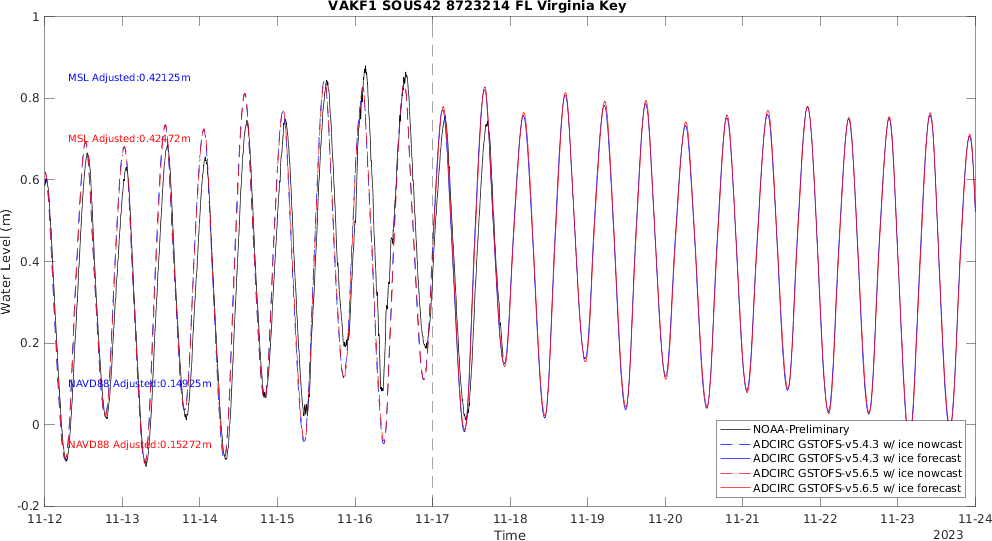 VAKF1 SOUS42 8723214 FL Virginia Key
1
0.8
0.6
0.4
0.2
0
-0.2
Water Level (m)
MSL Adjusted:0.42125m
MSL Adjusted:0.42472m
NAVD88 Adjusted:0.14925m
NAVD88 Adjusted:0.15272m
NOAA-Preliminary
ADCIRC GSTOFS-v5.4.3 w/ ice nowcast
ADCIRC GSTOFS-v5.4.3 w/ ice forecast
ADCIRC GSTOFS-v5.6.5 w/ ice nowcast
ADCIRC GSTOFS-v5.6.5 w/ ice forecast
11-12 11-13 11-14 11-15 11-16 11-17 11-18 11-19 11-20 11-21 11-22 11-23 11-24
Time
2023